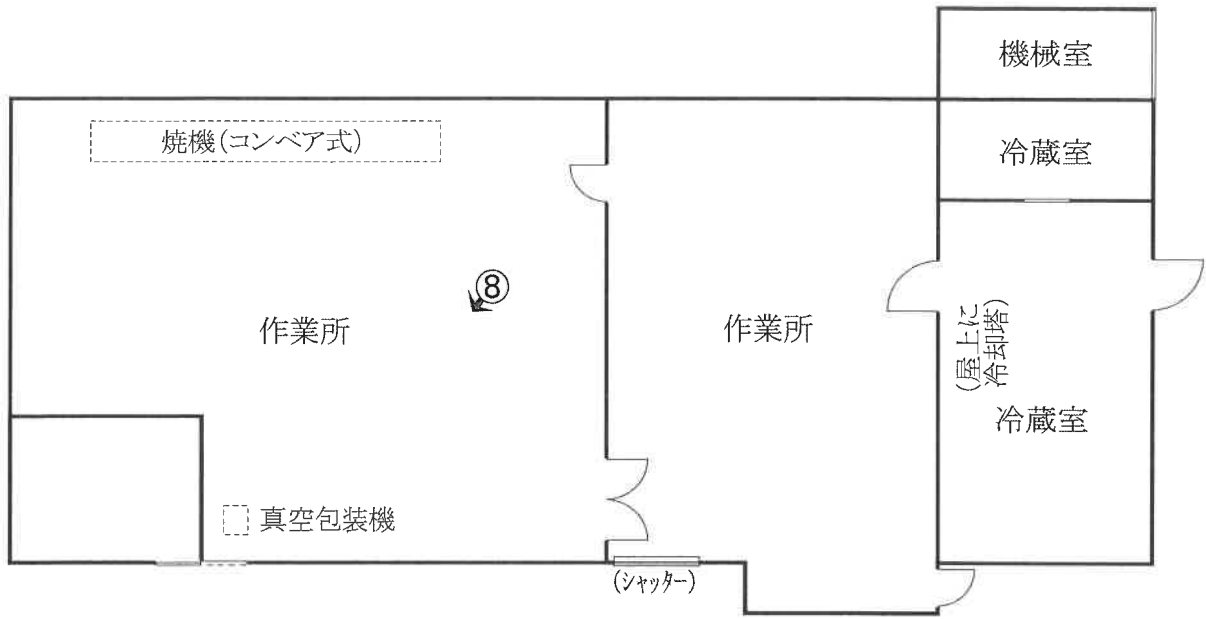 機械室
焼機(コンベア式)
冷蔵室
⑧
作業所
作業所
(屋上に
冷却塔)
冷蔵室
真空包装機
(シャッター)